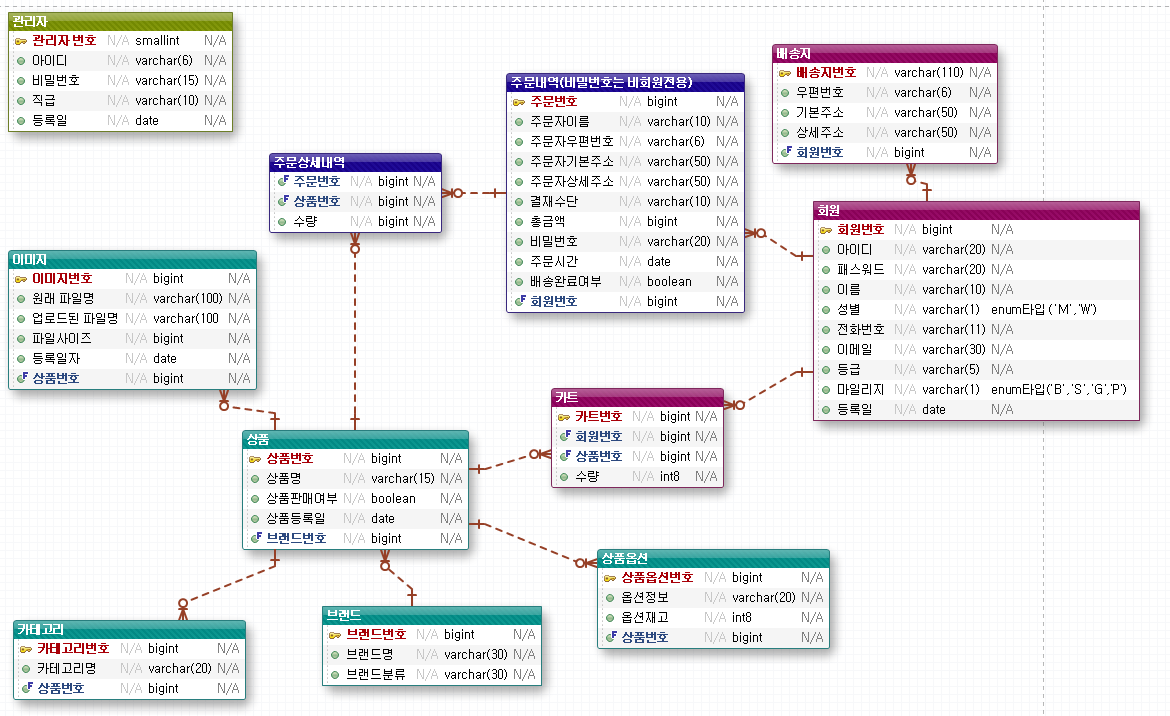 관리자
관리자 번호 N/A smallint N/A
아이디 N/A varchar(6) N/A
비밀번호 N/A varchar(15) N/A
직급 N/A varchar(10) N/A
등록일 N/A date N/A
주문내역(비밀번호는 비회원전용)
주문번호 N/A bigint N/A
주문자이름 N/A varchar(10) N/A
주문자우편번호 N/A varchar(6) N/A
주문자기본주소 N/A varchar(50) N/A
주문자상세주소 N/A varchar(50) N/A
결재수단 N/A varchar(10) N/A
총금액 N/A bigint N/A
비밀번호 N/A varchar(20) N/A
주문시간 N/A date N/A
배송완료여부 N/A boolean N/A
회원번호 N/A bigint N/A
배송지
배송지번호 N/A varchar(110) N/A
우편번호 N/A varchar(6) N/A
기본주소 N/A varchar(50) N/A
상세주소 N/A varchar(50) N/A
회원번호 N/A bigint N/A
주문상세내역
주문번호 N/A bigint N/A
상품번호 N/A bigint N/A
수량 N/A bigint N/A
회원
회원번호 N/A bigint N/A
아이디 N/A varchar(20) N/A
패스워드 N/A varchar(20) N/A
이름 N/A varchar(10) N/A
성별 N/A varchar(1) enum타입 ('M','W')
전화번호 N/A varchar(11) N/A
이메일 N/A varchar(30) N/A
등급 N/A varchar(5) N/A
마일리지 N/A varchar(1) enum타입('B','S','G','P')
등록일 N/A date N/A
이미지
이미지번호 N/A bigint N/A
원래 파일명 N/A varchar(100) N/A
업로드된 파일명 N/A varchar(100 N/A
파일사이즈 N/A bigint N/A
등록일자 N/A date N/A
상품번호 N/A bigint N/A
카트
카트번호 N/A bigint N/A
회원번호 N/A bigint N/A
상품번호 N/A bigint N/A
수량 N/A int8 N/A
상품
상품번호 N/A bigint N/A
상품명 N/A varchar(15) N/A
상품판매여부 N/A boolean N/A
상품등록일 N/A date N/A
브랜드번호 N/A bigint N/A
상품옵션
상품옵션번호 N/A bigint N/A
옵션정보 N/A varchar(20) N/A
옵션재고 N/A int8 N/A
상품번호 N/A bigint N/A
카테고리
카테고리번호 N/A bigint N/A
카테고리명 N/A varchar(20) N/A
상품번호 N/A bigint N/A
브랜드
브랜드번호 N/A bigint N/A
브랜드명 N/A varchar(30) N/A
브랜드분류 N/A varchar(30) N/A